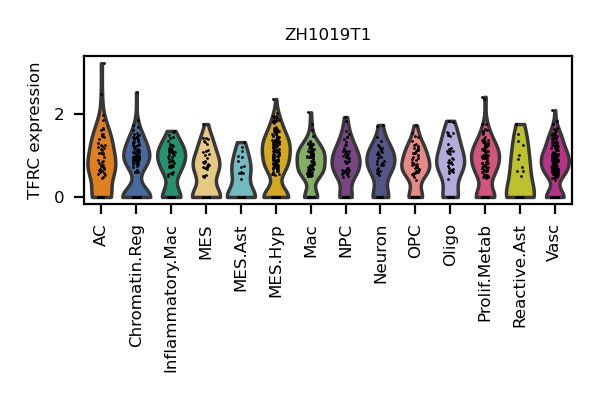 ZH1019T1
TFRC expression
2
0
AC
Chromatin.Reg
Inflammatory.Mac
MES
MES.Ast
MES.Hyp
Mac
NPC
Neuron
OPC
Oligo
Prolif.Metab
Reactive.Ast
Vasc